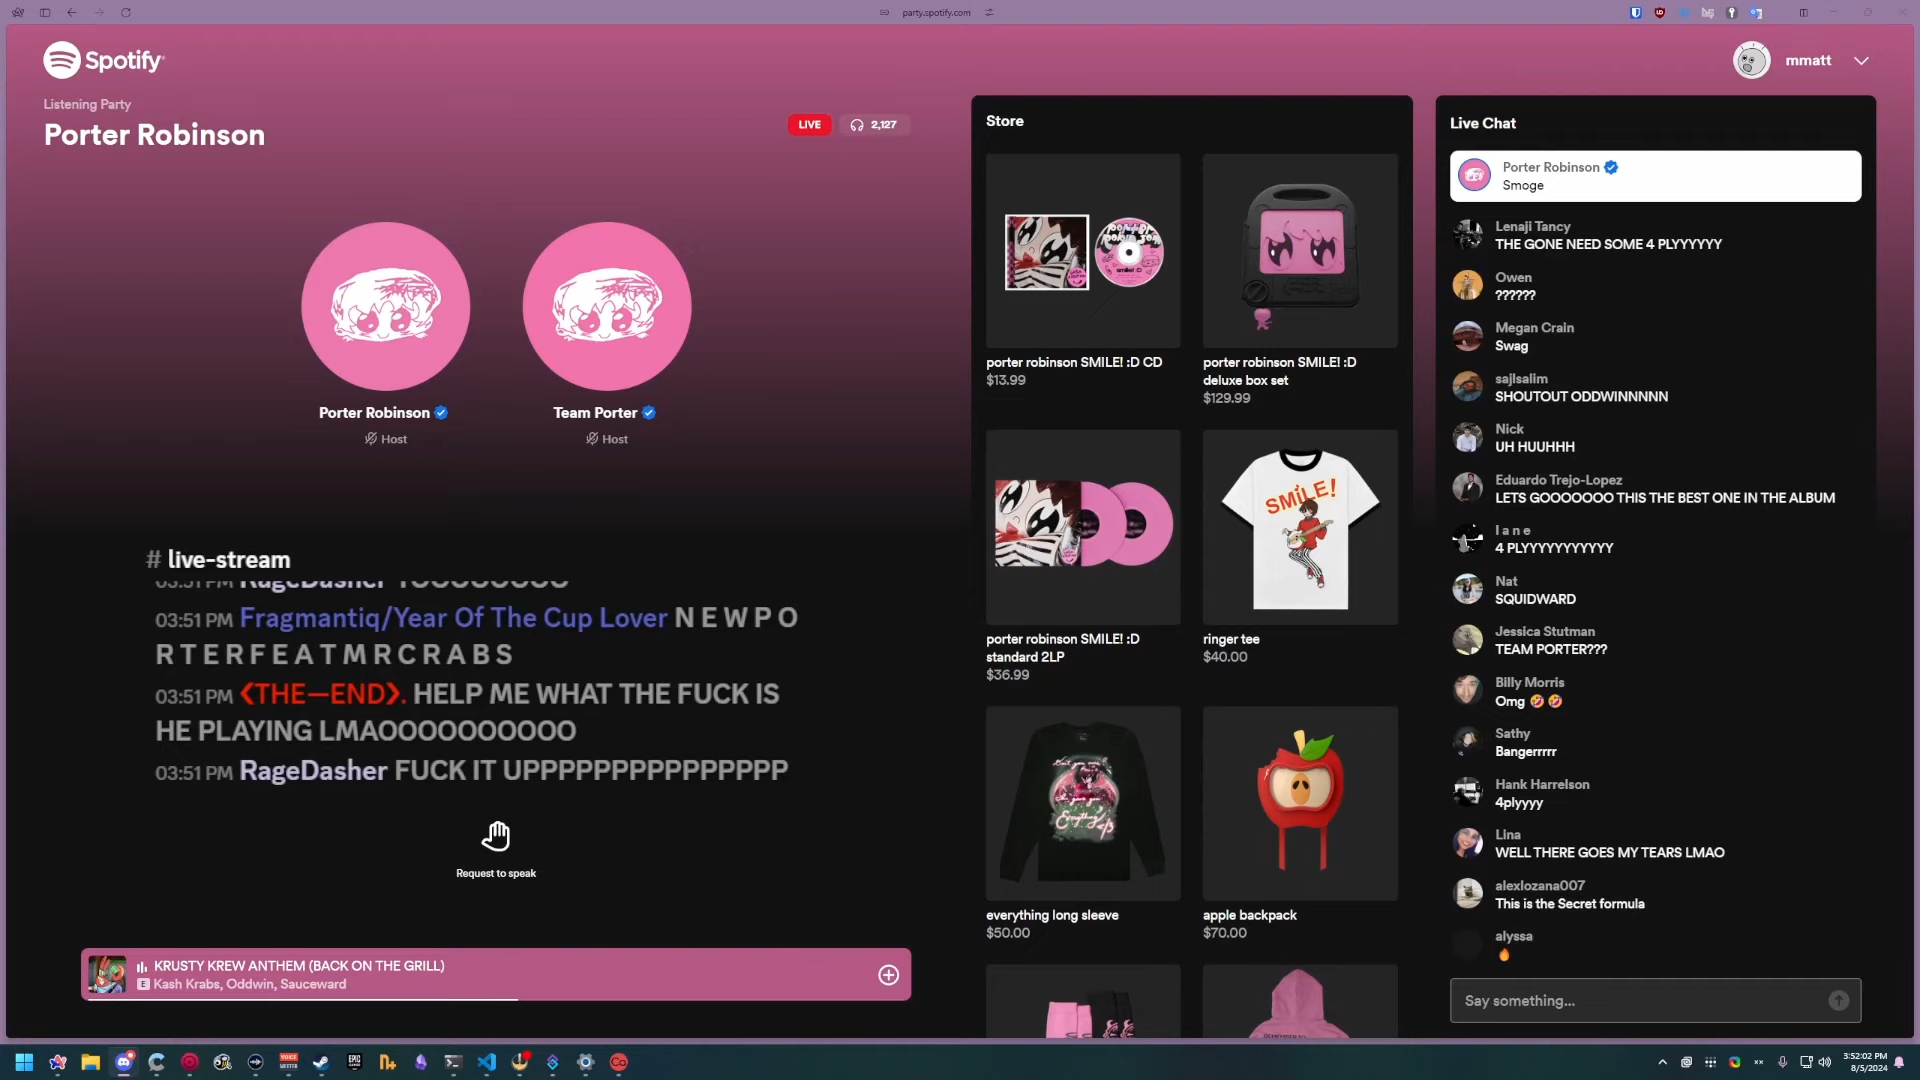 party.spotify.com
Spotify
mmatt
Listening Party
Porter Robinson
LIVE
2,127
Porter Robinson
Host
Team Porter
Host
# live-stream
03:51 PM RageDasher
03:51 PM Fragmantiq/Year Of The Cup Lover N E W P O
R T E R F E A T M R C R A B S
03:51 PM <THE—END>. HELP ME WHAT THE FUCK IS
HE PLAYING LMAOOOOOOOOOO
03:51 PM RageDasher FUCK IT UPPPPPPPPPPPPPPP
Request to speak
KRUSTY KREW ANTHEM (BACK ON THE GRILL)
E Kash Krabs, Oddwin, Sauceward
Store
porter robinson SMILE! :D CD
$13.99
porter robinson SMILE! :D
deluxe box set
$129.99
porter robinson SMILE! :D
standard 2LP
$36.99
SMiLE!
ringer tee
$40.00
everything long sleeve
$50.00
apple backpack
$70.00
Live Chat
Porter Robinson
Smoge
Lenaji Tancy
THE GONE NEED SOME 4 PLYYYYYY
Owen
??????
Megan Crain
Swag
sajlsalim
SHOUTOUT ODDWINNNNN
Nick
UH HUUHHH
Eduardo Trejo-Lopez
LETS GOOOOOOO THIS THE BEST ONE IN THE ALBUM
l a n e
4 PLYYYYYYYYYYY
Nat
SQUIDWARD
Jessica Stutman
TEAM PORTER???
Billy Morris
Omg 🤣 🤣
Sathy
Bangerrrrr
Hank Harrelson
4plyyyy
Lina
WELL THERE GOES MY TEARS LMAO
alexlozana007
This is the Secret formula
alyssa
🔥
Say something...
3:52:02 PM
8/5/2024